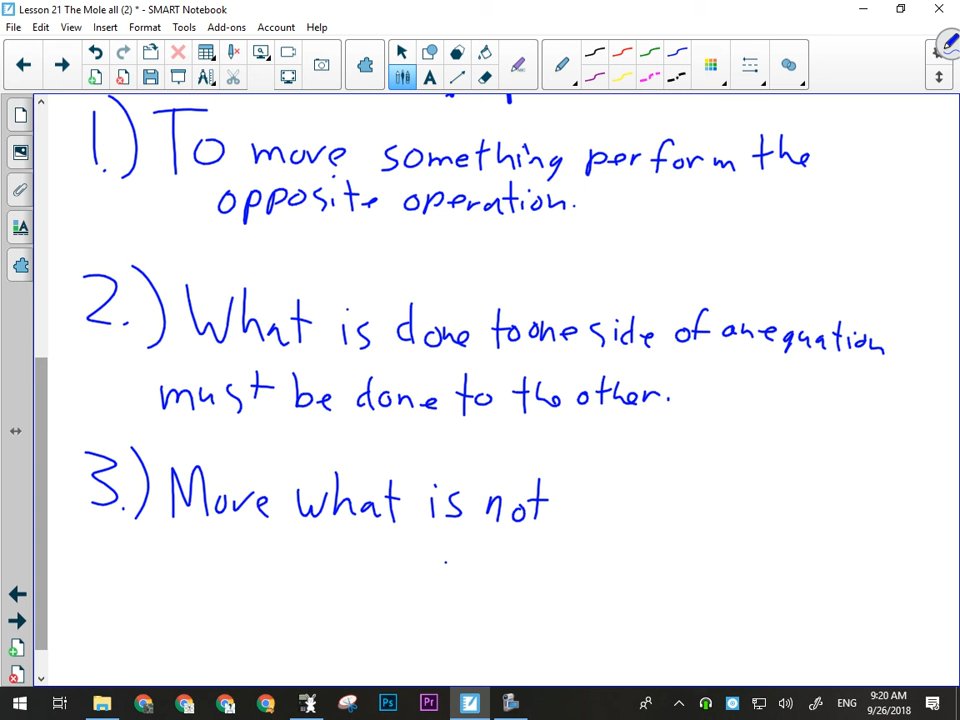 Lesson 21 The Mole all (2) * - SMART Notebook
File Edit View Insert Format Tools Add-ons Account Help
1.) To move something perform the
opposite operation.
2.) What is done to one side of an equation
must be done to the other.
3.) Move what is not
ENG
9:20 AM
9/26/2018